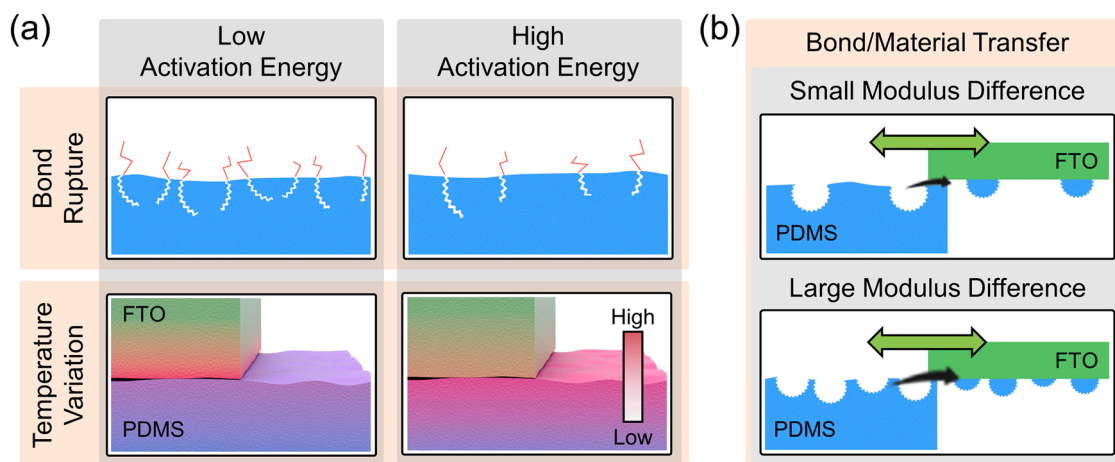 (a)
Low
Activation Energy
High
Activation Energy
Bond
Rupture
Temperature
Variation
FTO
PDMS
High
Low
(b)
Bond/Material Transfer
Small Modulus Difference
FTO
PDMS
Large Modulus Difference
FTO
PDMS